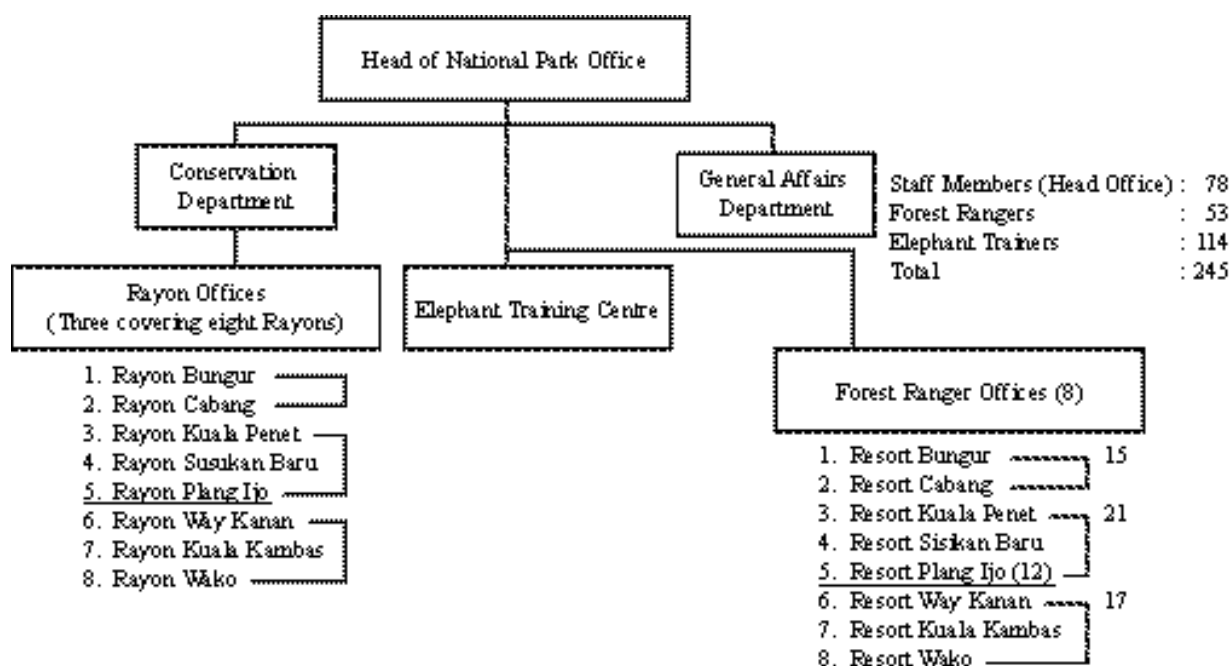 Head of National Park Office
Conservation
Department
General Affairs
Department
Staff Members (Head Office) : 78
Forest Rangers : 53
Elephant Trainers : 114
Total : 245
Rayon Offices
(Three covering eight Rayons)
Elephant Training Centre
1. Rayon Bungur
2. Rayon Cabang
3. Rayon Kuala Penet
4. Rayon Susukan Baru
5. Rayon Plang Ijo
6. Rayon Way Kanan
7. Rayon Kuala Kambas
8. Rayon Wako
Forest Ranger Offices (8)
1. Resort Bungur 15
2. Resort Cabang
3. Resort Kuala Penet 21
4. Resort Sisikan Baru
5. Resort Plang Ijo (12)
6. Resort Way Kanan 17
7. Resort Kuala Kambas
8. Resort Wako